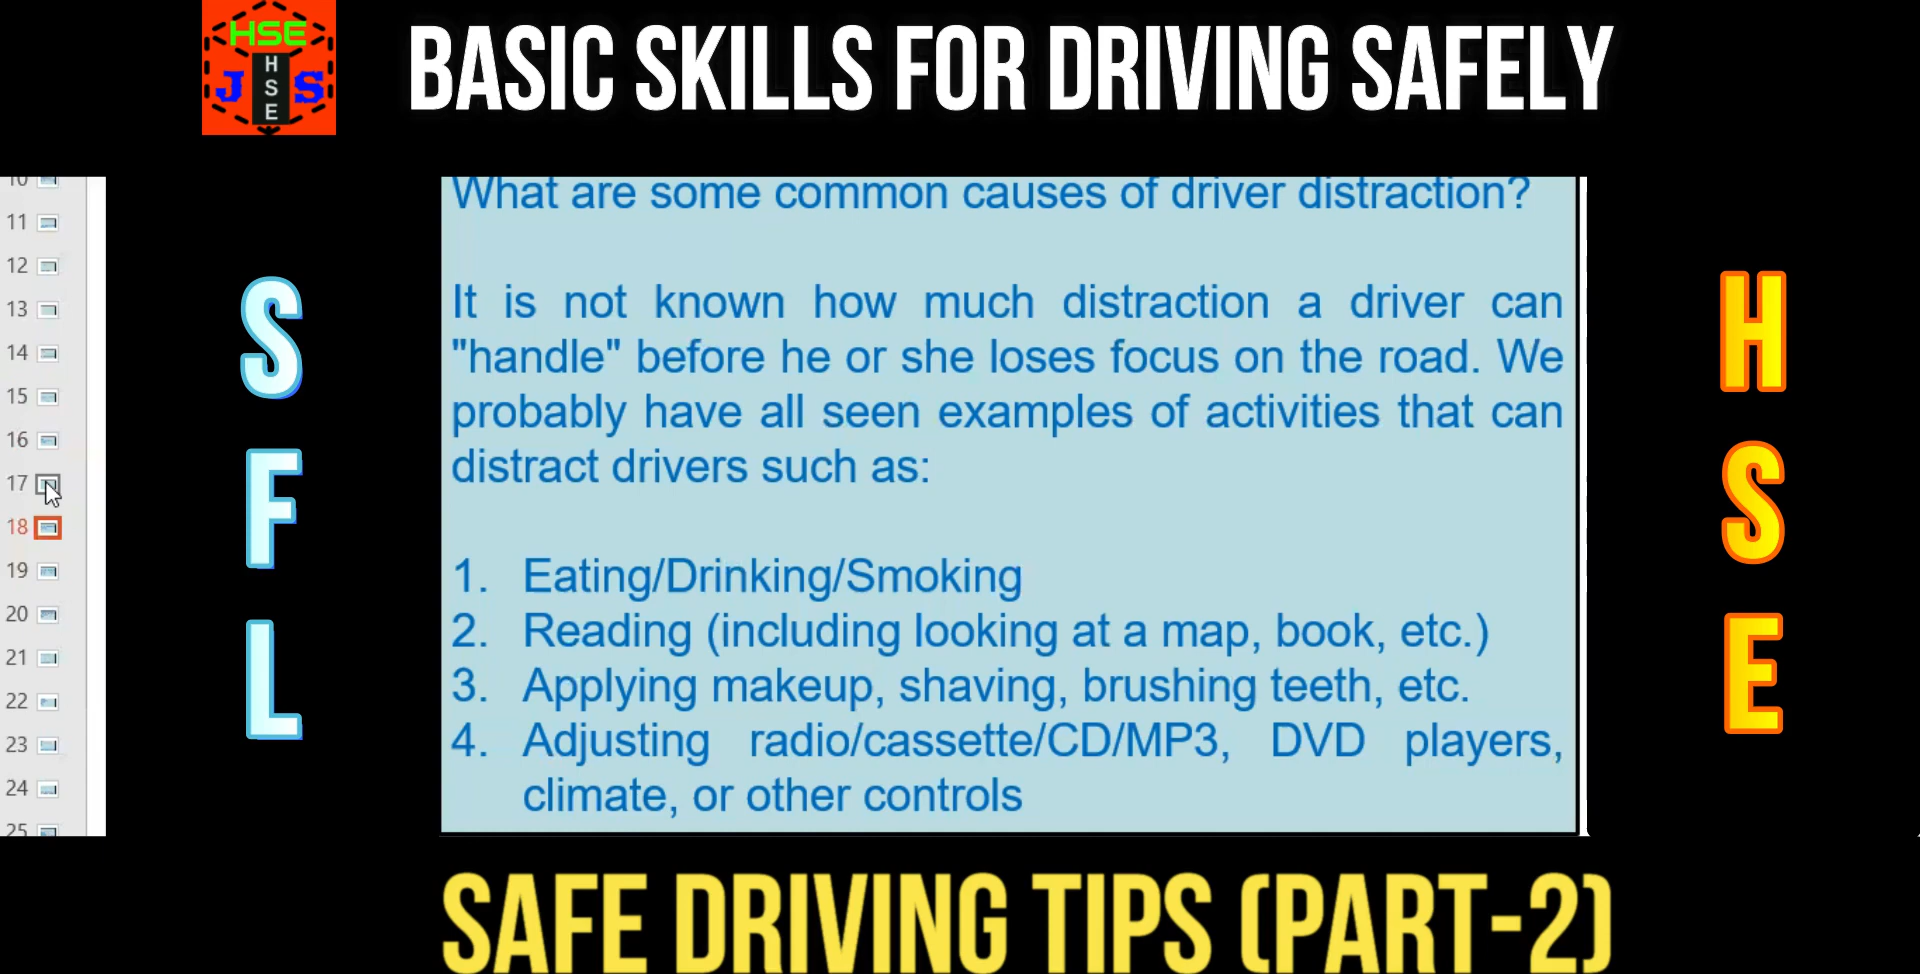 HSE
J S
H
S
E
BASIC SKILLS FOR DRIVING SAFELY
10
11
12
13
14
15
16
17
18
19
20
21
22
23
24
25
S
F
L
What are some common causes of driver distraction?
It is not known how much distraction a driver can
"handle" before he or she loses focus on the road. We
probably have all seen examples of activities that can
distract drivers such as:
1. Eating/Drinking/Smoking
2. Reading (including looking at a map, book, etc.)
3. Applying makeup, shaving, brushing teeth, etc.
4. Adjusting radio/cassette/CD/MP3, DVD players,
climate, or other controls
H
S
E
SAFE DRIVING TIPS (PART-2)